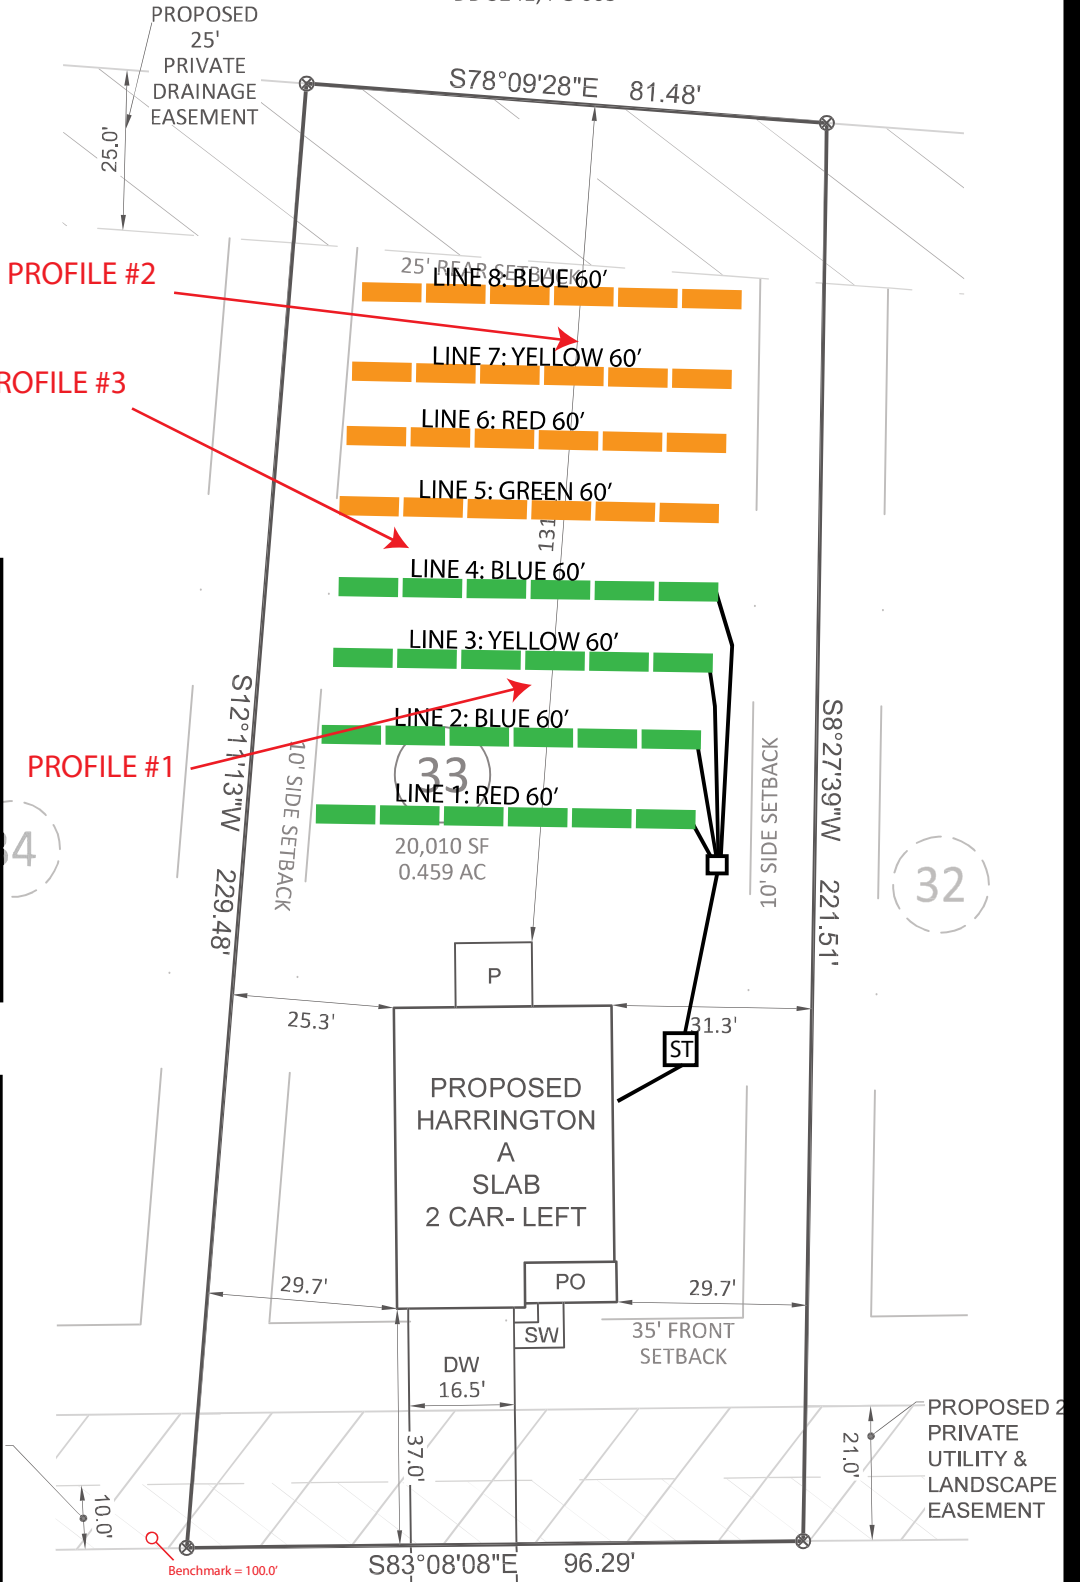 PROPOSED
25'
PRIVATE
DRAINAGE
EASEMENT
S78°09'28"E 81.48'
25.0'
PROFILE #2
25' REAR SETBACK
LINE 8: BLUE 60'
LINE 7: YELLOW 60'
ROFILE #3
LINE 6: RED 60'
LINE 5: GREEN 60'
131
LINE 4: BLUE 60'
LINE 3: YELLOW 60'
LINE 2: BLUE 60'
PROFILE #1
33
LINE 1: RED 60'
20,010 SF
0.459 AC
S12°11'13"W 229.48'
10' SIDE SETBACK
10' SIDE SETBACK
S8°27'39"W 221.51'
34
32
P
25.3'
31.3'
ST
PROPOSED
HARRINGTON
A
SLAB
2 CAR- LEFT
PO
29.7'
29.7'
SW
35' FRONT
SETBACK
DW
16.5'
37.0'
21.0'
PROPOSED 2
PRIVATE
UTILITY &
LANDSCAPE
EASEMENT
10.0'
Benchmark = 100.0'
S83°08'08"E 96.29'